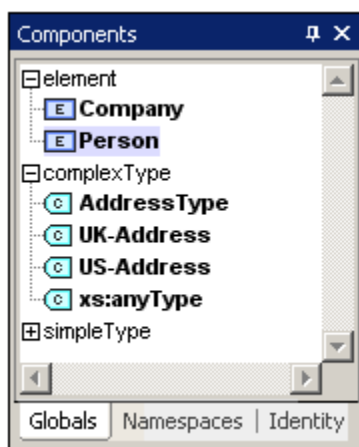 Components
element
E Company
E Person
complexType
C AddressType
C UK-Address
C US-Address
C xs:anyType
simpleType
Globals Namespaces | Identity